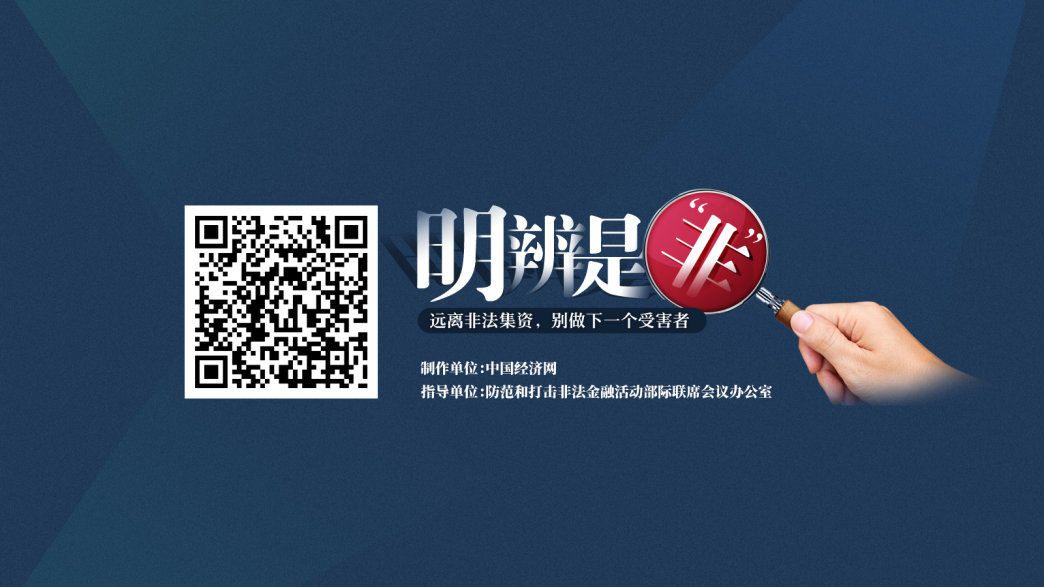 明辨是“非”
远离非法集资，别做下一个受害者
制作单位:中国经济网
指导单位:防范和打击非法金融活动部际联席会议办公室